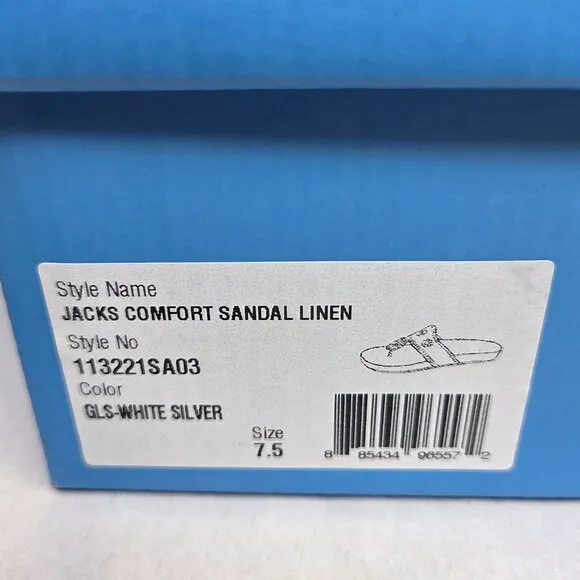 Style Name
JACKS COMFORT SANDAL LINEN
Style No
113221SA03
Color
GLS-WHITE SILVER
Size
7.5
8 85434 96557 2